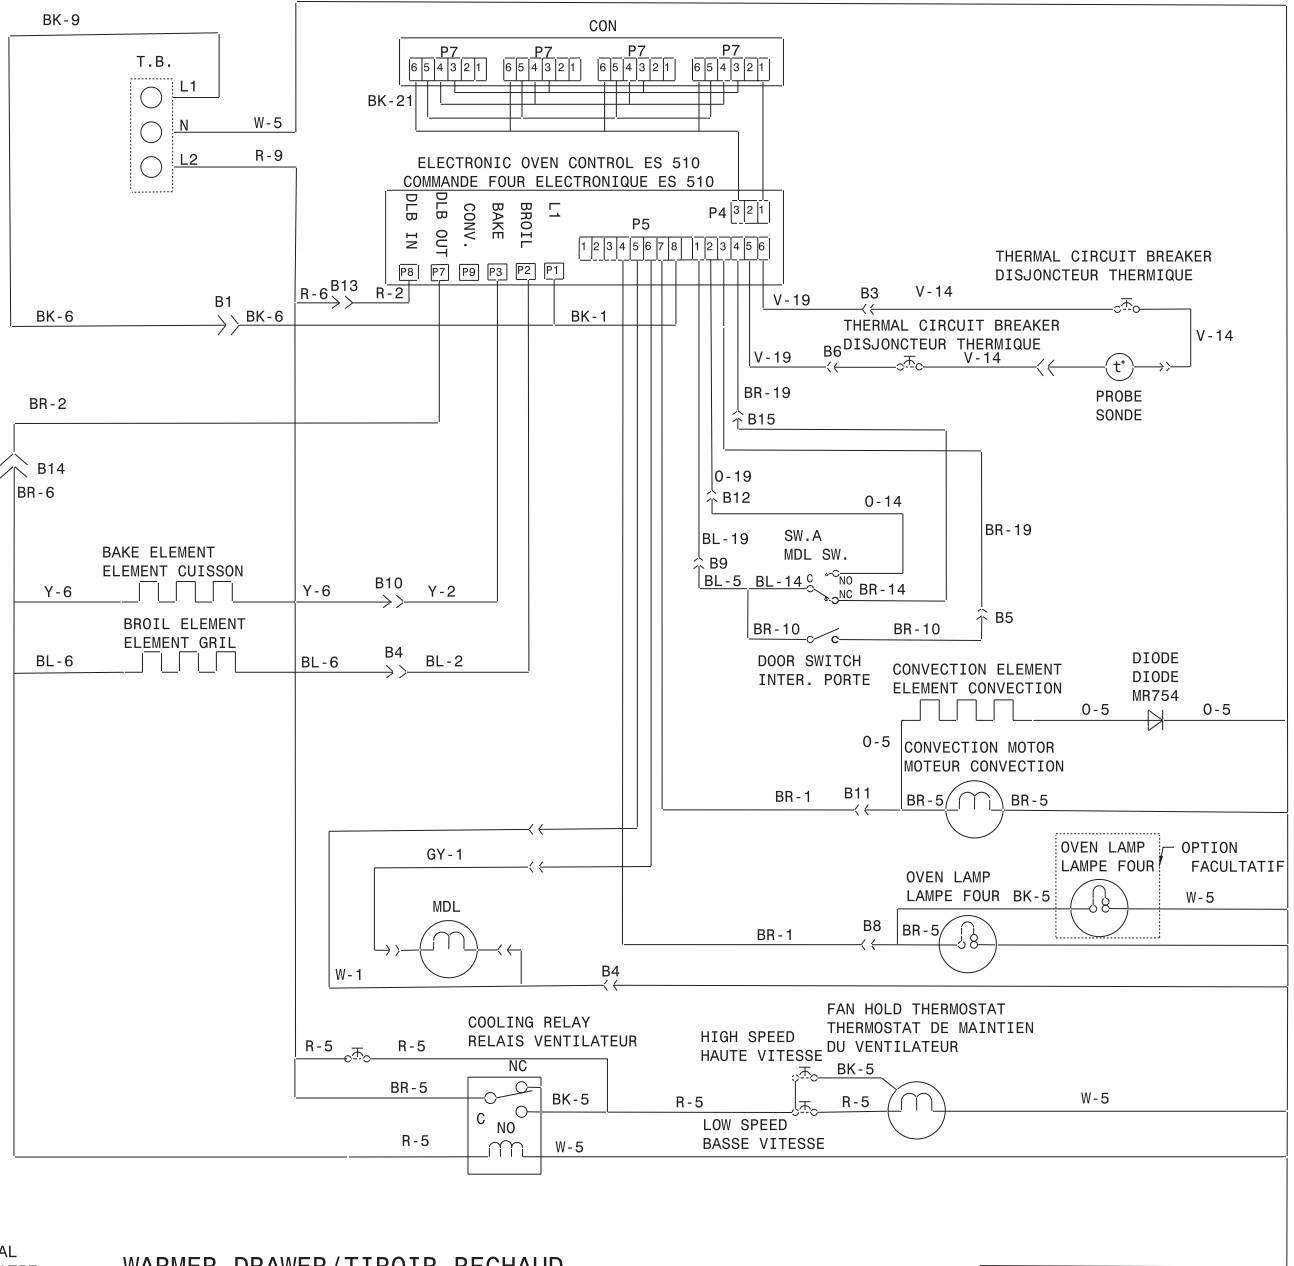 BK-9
CON
T.B.
P7 P7 P7 P7
6 5 4 3 2 1 6 5 4 3 2 1 6 5 4 3 2 1 6 5 4 3 2 1
L1
BK-21
N
W-5
L2
R-9
ELECTRONIC OVEN CONTROL ES 510
COMMANDE FOUR ELECTRONIQUE ES 510
DLB IN
DLB OUT
CONV.
BAKE
BROIL
L1
P4
3 2 1
P5
1 2 3 4 5 6 7 8 1 2 3 4 5 6
P8 P7 P9 P3 P2 P1
THERMAL CIRCUIT BREAKER
DISJONCTEUR THERMIQUE
R-6
B13
R-2
V-19
B3
V-14
BK-6
B1
BK-6
BK-1
THERMAL CIRCUIT BREAKER
DISJONCTEUR THERMIQUE
V-14
V-19
B6
V-14
t°
PROBE
SONDE
BR-2
BR-19
B15
B14
BR-6
O-19
B12
O-14
BR-19
BL-19
SW.A
MDL SW.
B9
BL-5
BL-14
C
NO
NC
BR-14
BAKE ELEMENT
ELEMENT CUISSON
Y-6
Y-6
B10
Y-2
B5
BROIL ELEMENT
ELEMENT GRIL
BR-10
BR-10
BL-6
BL-6
B4
BL-2
DOOR SWITCH
INTER. PORTE
CONVECTION ELEMENT
ELEMENT CONVECTION
DIODE
DIODE
MR754
O-5
O-5
O-5
CONVECTION MOTOR
MOTEUR CONVECTION
BR-1
B11
BR-5
BR-5
GY-1
OVEN LAMP
LAMPE FOUR
OPTION
FACULTATIF
OVEN LAMP
LAMPE FOUR
BK-5
W-5
MDL
BR-1
B8
BR-5
W-1
B4
COOLING RELAY
RELAIS VENTILATEUR
FAN HOLD THERMOSTAT
THERMOSTAT DE MAINTIEN
DU VENTILATEUR
HIGH SPEED
HAUTE VITESSE
R-5
R-5
NC
BK-5
BR-5
BK-5
C
NO
R-5
R-5
W-5
LOW SPEED
BASSE VITESSE
R-5
W-5
AL
WARMER DRAWER/TIROIR RECHAUD